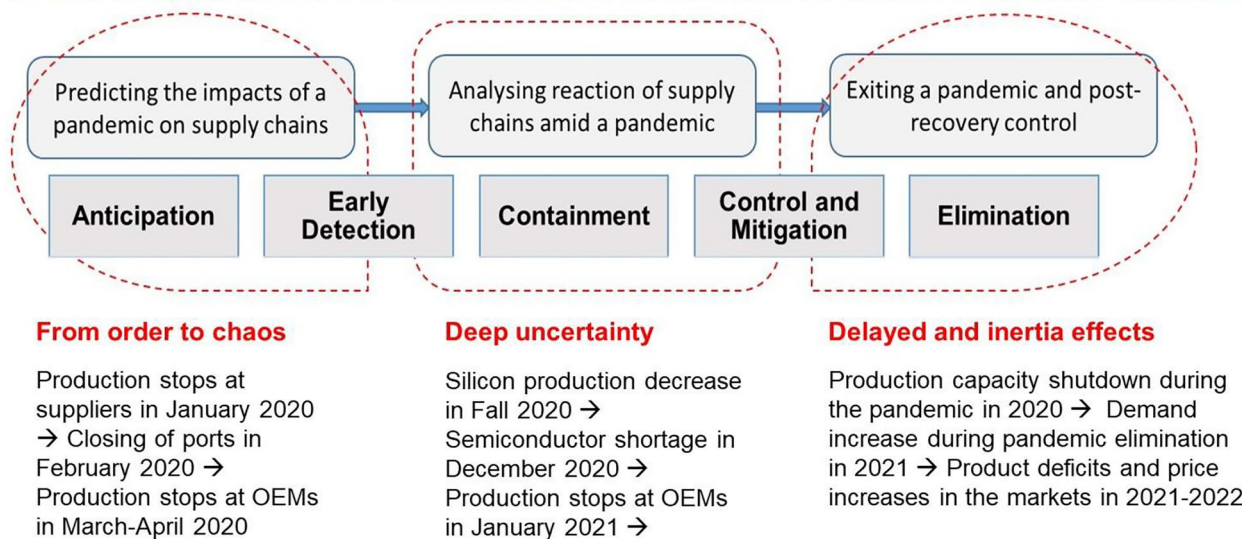 Predicting the impacts of a
pandemic on supply chains
Analysing reaction of supply
chains amid a pandemic
Exiting a pandemic and post-
recovery control
Anticipation
Early
Detection
Containment
Control and
Mitigation
Elimination
From order to chaos
Production stops at
suppliers in January 2020
→ Closing of ports in
February 2020 →
Production stops at OEMs
in March-April 2020
Deep uncertainty
Silicon production decrease
in Fall 2020 →
Semiconductor shortage in
December 2020 →
Production stops at OEMs
in January 2021 →
Delayed and inertia effects
Production capacity shutdown during
the pandemic in 2020 → Demand
increase during pandemic elimination
in 2021 → Product deficits and price
increases in the markets in 2021-2022